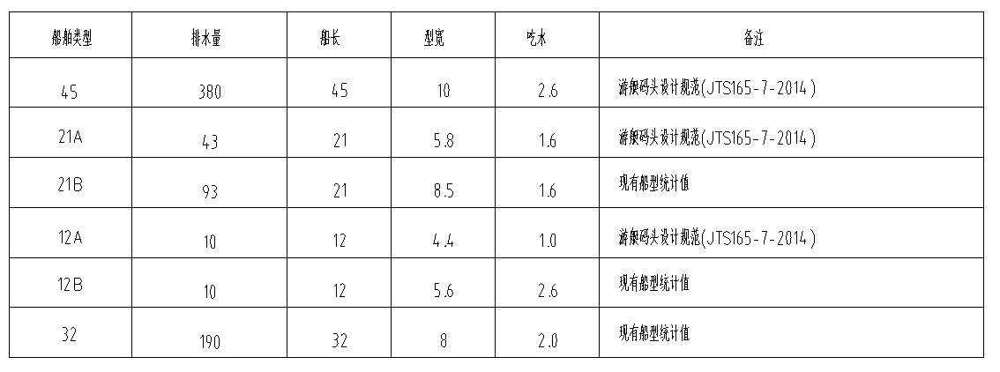 船舶类型 排水量 船长 型宽 吃水 备注
45 380 45 10 2.6 游艇码头设计规范(JTS165-7-2014)
21A 43 21 5.8 1.6 游艇码头设计规范(JTS165-7-2014)
21B 93 21 8.5 1.6 现有船型统计值
12A 10 12 4.4 1.0 游艇码头设计规范(JTS165-7-2014)
12B 10 12 5.6 2.6 现有船型统计值
32 190 32 8 2.0 现有船型统计值